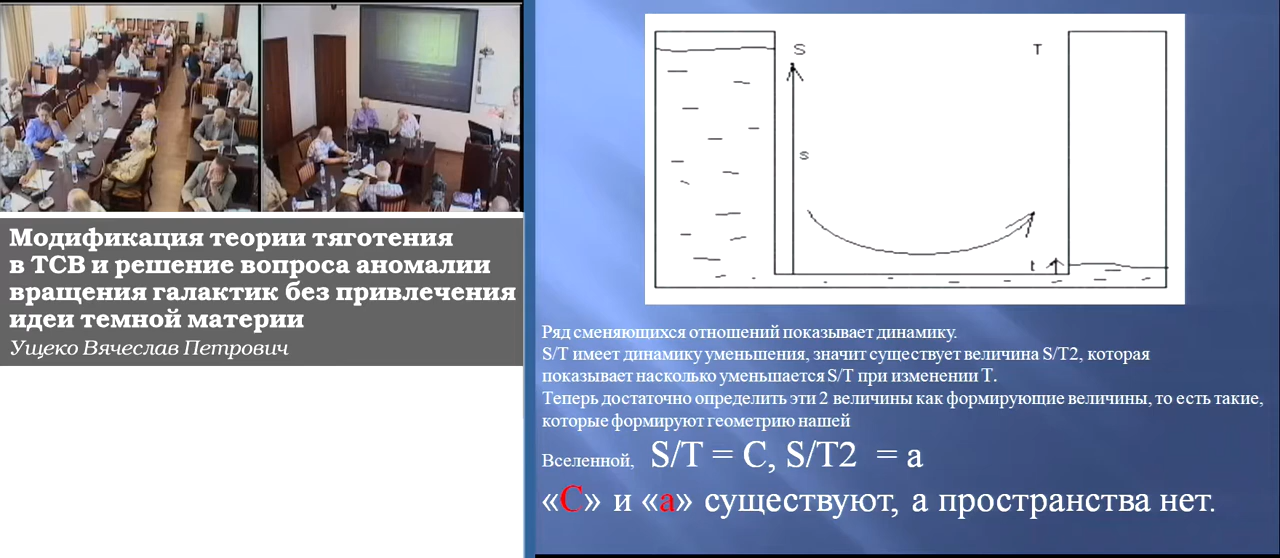 Модификация теории тяготения
в ТСВ и решение вопроса аномалии
вращения галактик без привлечения
идеи темной материи
Ущеко Вячеслав Петрович
S
T
s
t
Ряд сменяющихся отношений показывает динамику.
S/T имеет динамику уменьшения, значит существует величина S/T2, которая
показывает насколько уменьшается S/T при изменении Т.
Теперь достаточно определить эти 2 величины как формирующие величины, то есть такие,
которые формируют геометрию нашей
Вселенной, S/T = C, S/T2 = a
«С» и «а» существуют, а пространства нет.